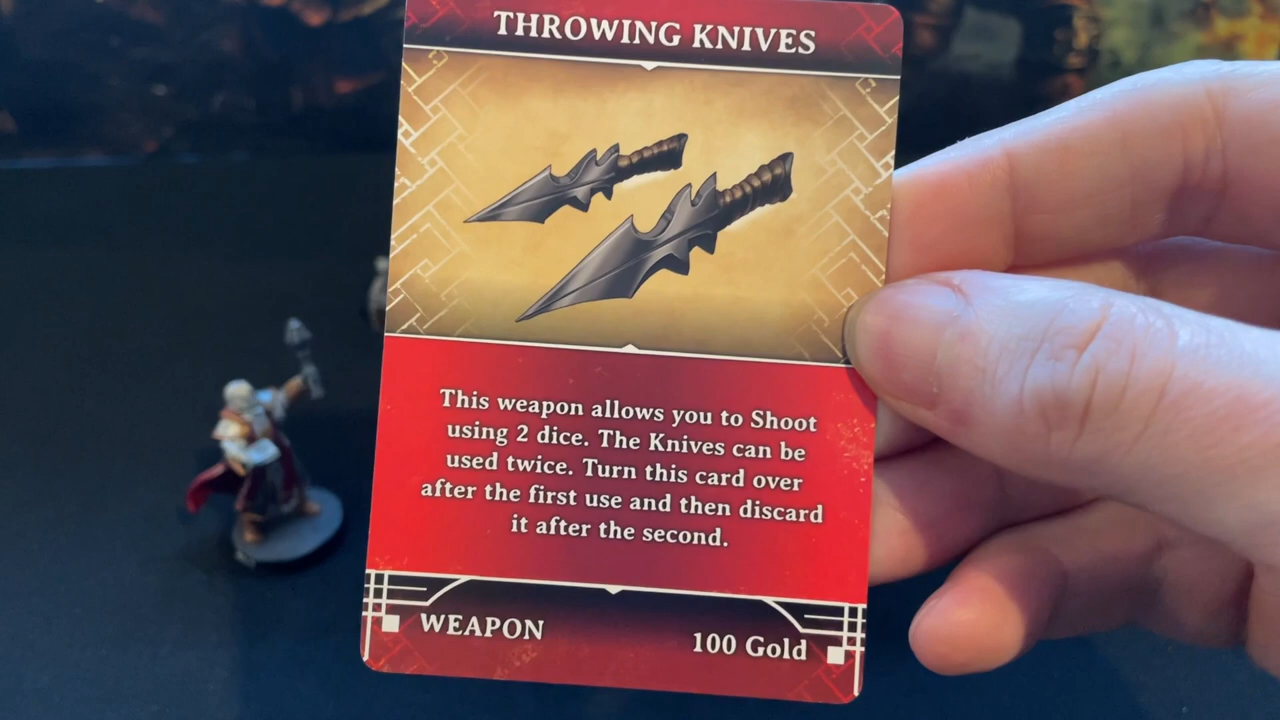 THROWING KNIVES
This weapon allows you to Shoot
using 2 dice. The Knives can be
used twice. Turn this card over
after the first use and then discard
it after the second.
WEAPON
100 Gold